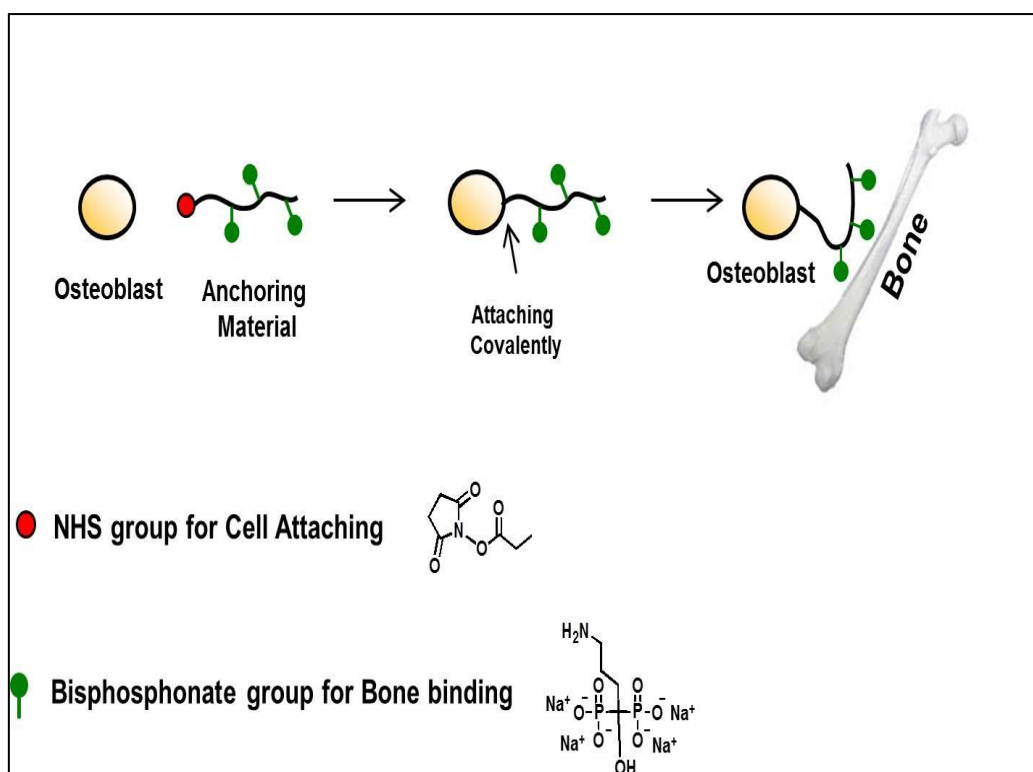 Osteoblast
Anchoring
Material
Attaching
Covalently
Osteoblast
Bone
NHS group for Cell Attaching
O
O
N
O
O
Bisphosphonate group for Bone binding
H₂N
O O
Na⁺ ⁻O P P O⁻ Na⁺
Na⁺ O⁻ O⁻ Na⁺
OH